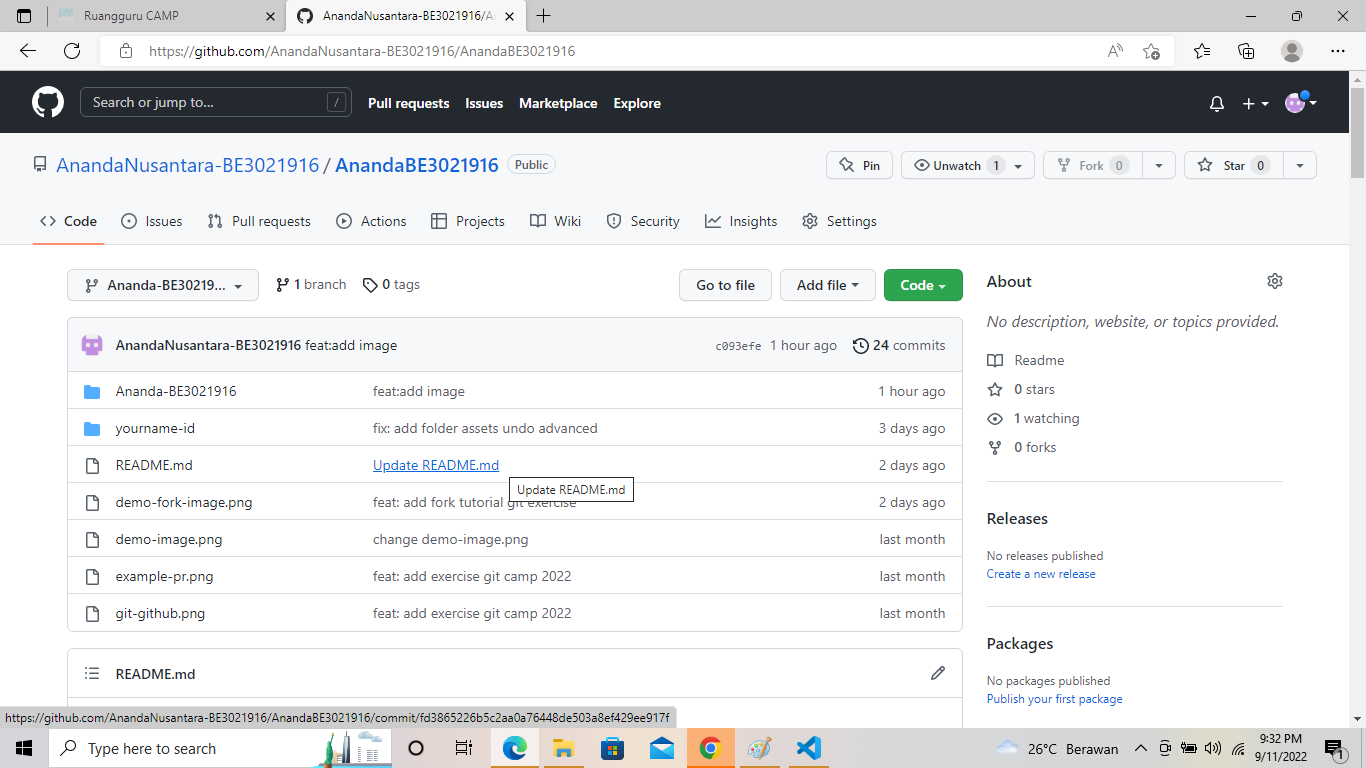 Ruangguru CAMP
AnandaNusantara-BE3021916/A
https://github.com/AnandaNusantara-BE3021916/AnandaBE3021916
Search or jump to... /
Pull requests Issues Marketplace Explore
AnandaNusantara-BE3021916 / AnandaBE3021916 Public
Pin Unwatch 1 Fork 0 Star 0
Code Issues Pull requests Actions Projects Wiki Security Insights Settings
Ananda-BE30219... 1 branch 0 tags Go to file Add file Code
AnandaNusantara-BE3021916 feat:add image c093efe 1 hour ago 24 commits
Ananda-BE3021916 feat:add image 1 hour ago
yourname-id fix: add folder assets undo advanced 3 days ago
README.md Update README.md 2 days ago
Update README.md
demo-fork-image.png feat: add fork tutorial git exercise 2 days ago
demo-image.png change demo-image.png last month
example-pr.png feat: add exercise git camp 2022 last month
git-github.png feat: add exercise git camp 2022 last month
README.md
About
No description, website, or topics provided.
Readme
0 stars
1 watching
0 forks
Releases
No releases published
Create a new release
Packages
No packages published
Publish your first package
https://github.com/AnandaNusantara-BE3021916/AnandaBE3021916/commit/fd3865226b5c2aa0a76448de503a8ef429ee917f
Type here to search
26°C Berawan
9:32 PM
9/11/2022
1